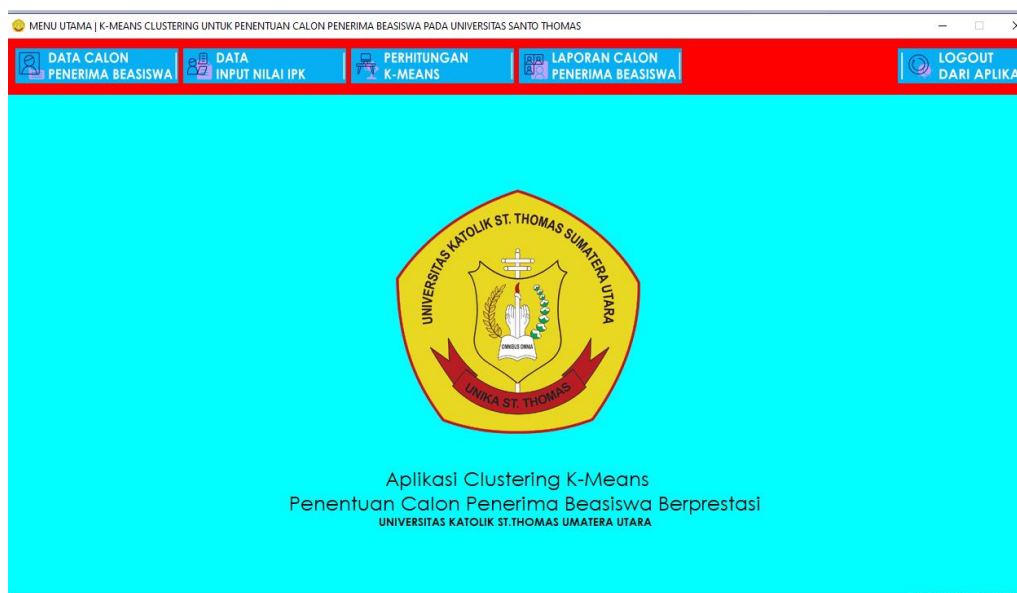 MENU UTAMA | K-MEANS CLUSTERING UNTUK PENENTUAN CALON PENERIMA BEASISWA PADA UNIVERSITAS SANTO THOMAS
DATA CALON
PENERIMA BEASISWA
DATA
INPUT NILAI IPK
PERHITUNGAN
K-MEANS
LAPORAN CALON
PENERIMA BEASISWA
LOGOUT
DARI APLIKA
UNIVERSITAS KATOLIK ST. THOMAS SUMATERA UTARA
OMNIBUS OMNIA
UNIKA ST. THOMAS
Aplikasi Clustering K-Means
Penentuan Calon Penerima Beasiswa Berprestasi
UNIVERSITAS KATOLIK ST.THOMAS UMATERA UTARA